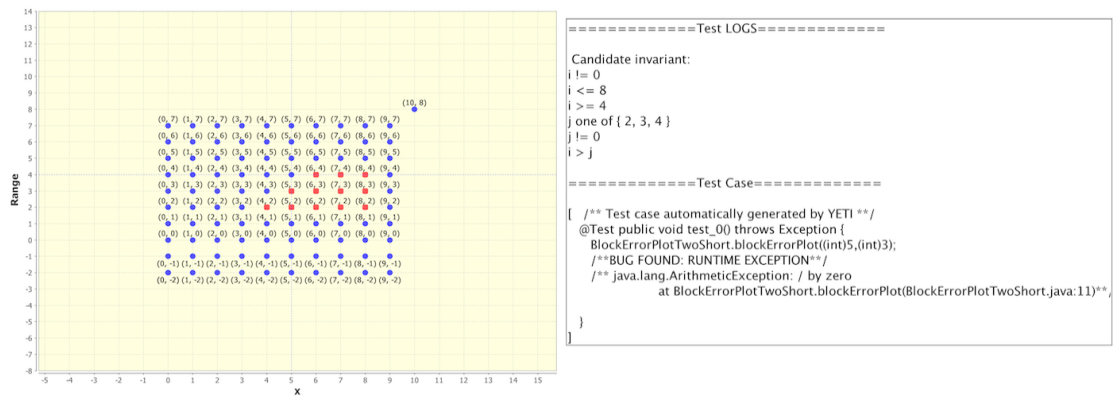 14
13
12
11
10
9
8
7
6
5
4
3
2
1
0
-1
-2
-3
-4
-5
-6
-7
-8
Range
(10, 8)
(0, 7) (1, 7) (2, 7) (3, 7) (4, 7) (5, 7) (6, 7) (7, 7) (8, 7) (9, 7)
(0, 6) (1, 6) (2, 6) (3, 6) (4, 6) (5, 6) (6, 6) (7, 6) (8, 6) (9, 6)
(0, 5) (1, 5) (2, 5) (3, 5) (4, 5) (5, 5) (6, 5) (7, 5) (8, 5) (9, 5)
(0, 4) (1, 4) (2, 4) (3, 4) (4, 4) (5, 4) (6, 4) (7, 4) (8, 4) (9, 4)
(0, 3) (1, 3) (2, 3) (3, 3) (4, 3) (5, 3) (6, 3) (7, 3) (8, 3) (9, 3)
(0, 2) (1, 2) (2, 2) (3, 2) (4, 2) (5, 2) (6, 2) (7, 2) (8, 2) (9, 2)
(0, 1) (1, 1) (2, 1) (3, 1) (4, 1) (5, 1) (6, 1) (7, 1) (8, 1) (9, 1)
(0, 0) (1, 0) (2, 0) (3, 0) (4, 0) (5, 0) (6, 0) (7, 0) (8, 0) (9, 0)
(0, -1) (1, -1) (2, -1) (3, -1) (4, -1) (5, -1) (6, -1) (7, -1) (8, -1) (9, -1)
(0, -2) (1, -2) (2, -2) (3, -2) (4, -2) (5, -2) (6, -2) (7, -2) (8, -2) (9, -2)
-5 -4 -3 -2 -1 0 1 2 3 4 5 6 7 8 9 10 11 12 13 14 15
x
=============Test LOGS=============
Candidate invariant:
i != 0
i <= 8
i >= 4
j one of { 2, 3, 4 }
j != 0
i > j
=============Test Case=============
[ /** Test case automatically generated by YETI **/
@Test public void test_0() throws Exception {
BlockErrorPlotTwoShort.blockErrorPlot((int)5,(int)3);
/**BUG FOUND: RUNTIME EXCEPTION**/
/** java.lang.ArithmeticException: / by zero
at BlockErrorPlotTwoShort.blockErrorPlot(BlockErrorPlotTwoShort.java:11)**/
}
]